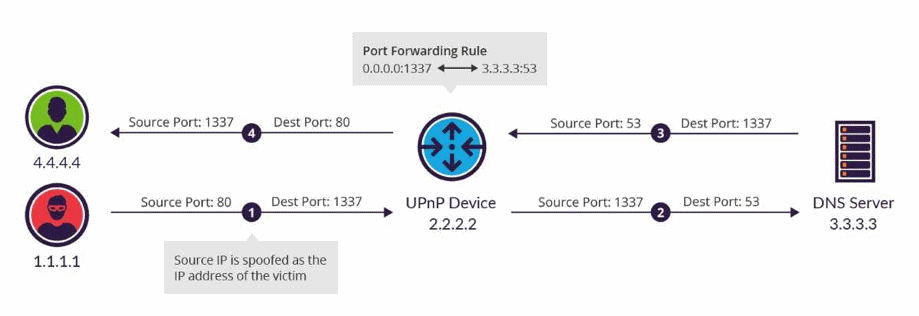 Port Forwarding Rule
0.0.0.0:1337 3.3.3.3:53
Source Port: 1337 4 Dest Port: 80
Source Port: 53 3 Dest Port: 1337
4.4.4.4
Source Port: 80 1 Dest Port: 1337
UPnP Device
2.2.2.2
Source Port: 1337 2 Dest Port: 53
DNS Server
3.3.3.3
1.1.1.1
Source IP is spoofed as the
IP address of the victim